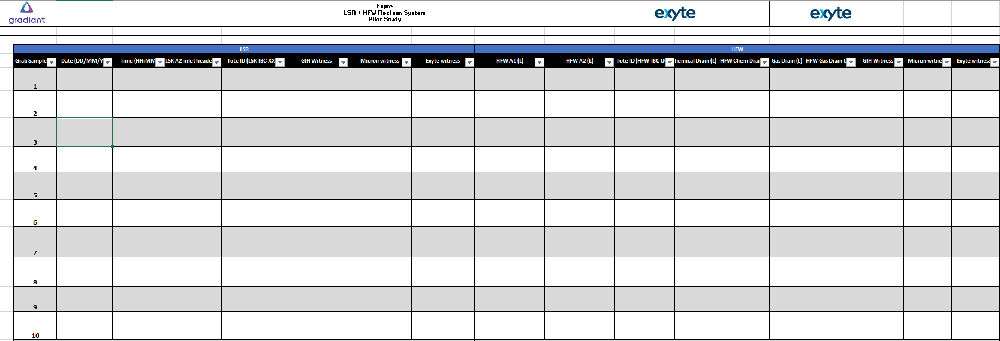 gradiant
Exyte
LSR + HFW Reclaim System
Pilot Study
exyte
exyte
LSR
HFW
Grab Sample
Date (DD/MM/Y
Time (HH:MM
LSR A2 inlet heade
Tote ID (LSR-IBC-XX
GIH Witness
Micron witness
Exyte witness
HFW A1 (L)
HFW A2 (L)
Tote ID (HFW-IBC-0
hemical Drain (L) - HFW Chem Drai
Gas Drain (L) - HFW Gas Drain 0
GIH Witness
Micron witne
Exyte witness
1
2
3
4
5
6
7
8
9
10